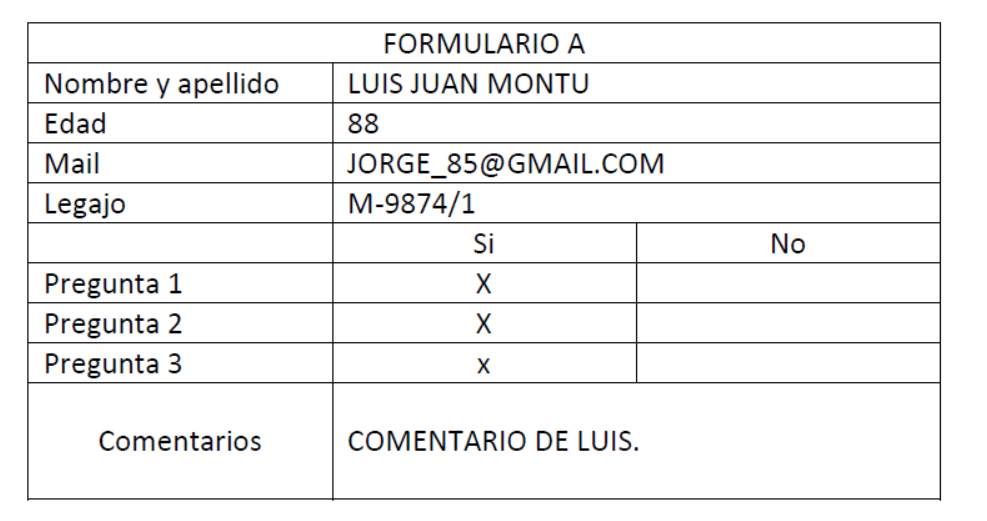 FORMULARIO A
Nombre y apellido LUIS JUAN MONTU
Edad 88
Mail JORGE_85@GMAIL.COM
Legajo M-9874/1
Si No
Pregunta 1 X
Pregunta 2 X
Pregunta 3 x
Comentarios COMENTARIO DE LUIS.